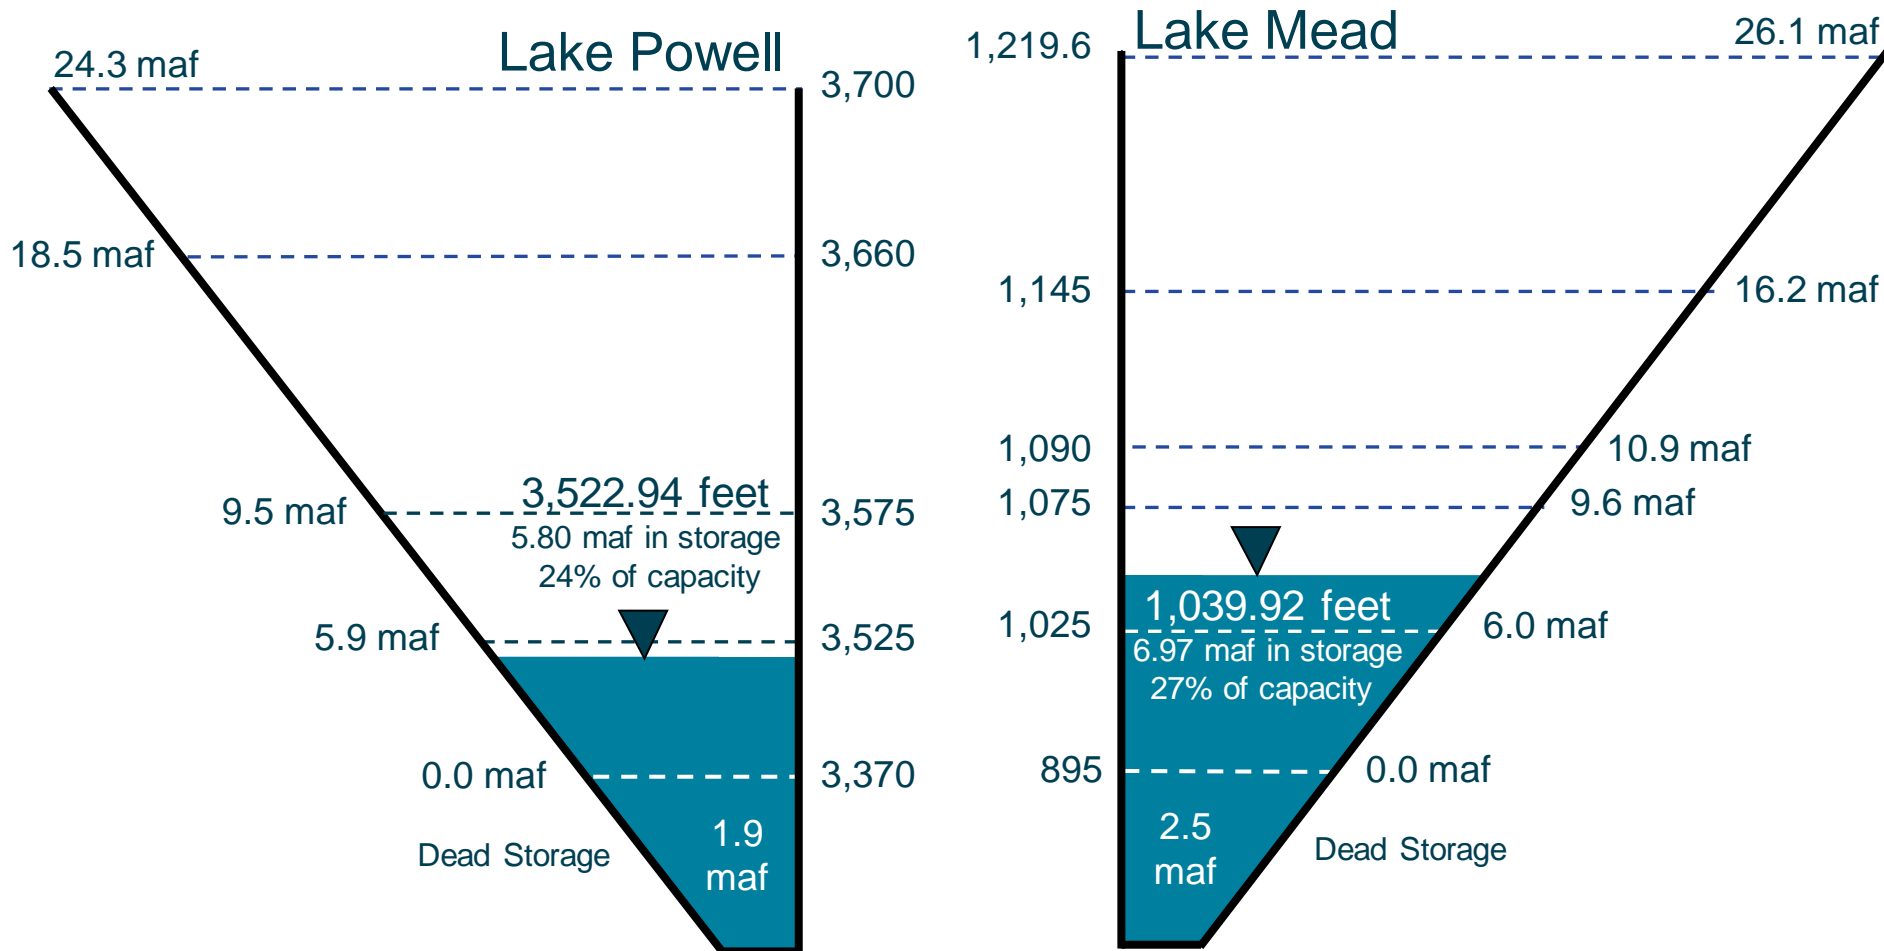 Lake Powell
24.3 maf
3,700
18.5 maf
3,660
3,522.94 feet
9.5 maf
3,575
5.80 maf in storage
24% of capacity
5.9 maf
3,525
0.0 maf
3,370
1.9
maf
Dead Storage
Lake Mead
1,219.6
26.1 maf
1,145
16.2 maf
1,090
10.9 maf
1,075
9.6 maf
1,039.92 feet
1,025
6.0 maf
6.97 maf in storage
27% of capacity
895
0.0 maf
2.5
maf
Dead Storage